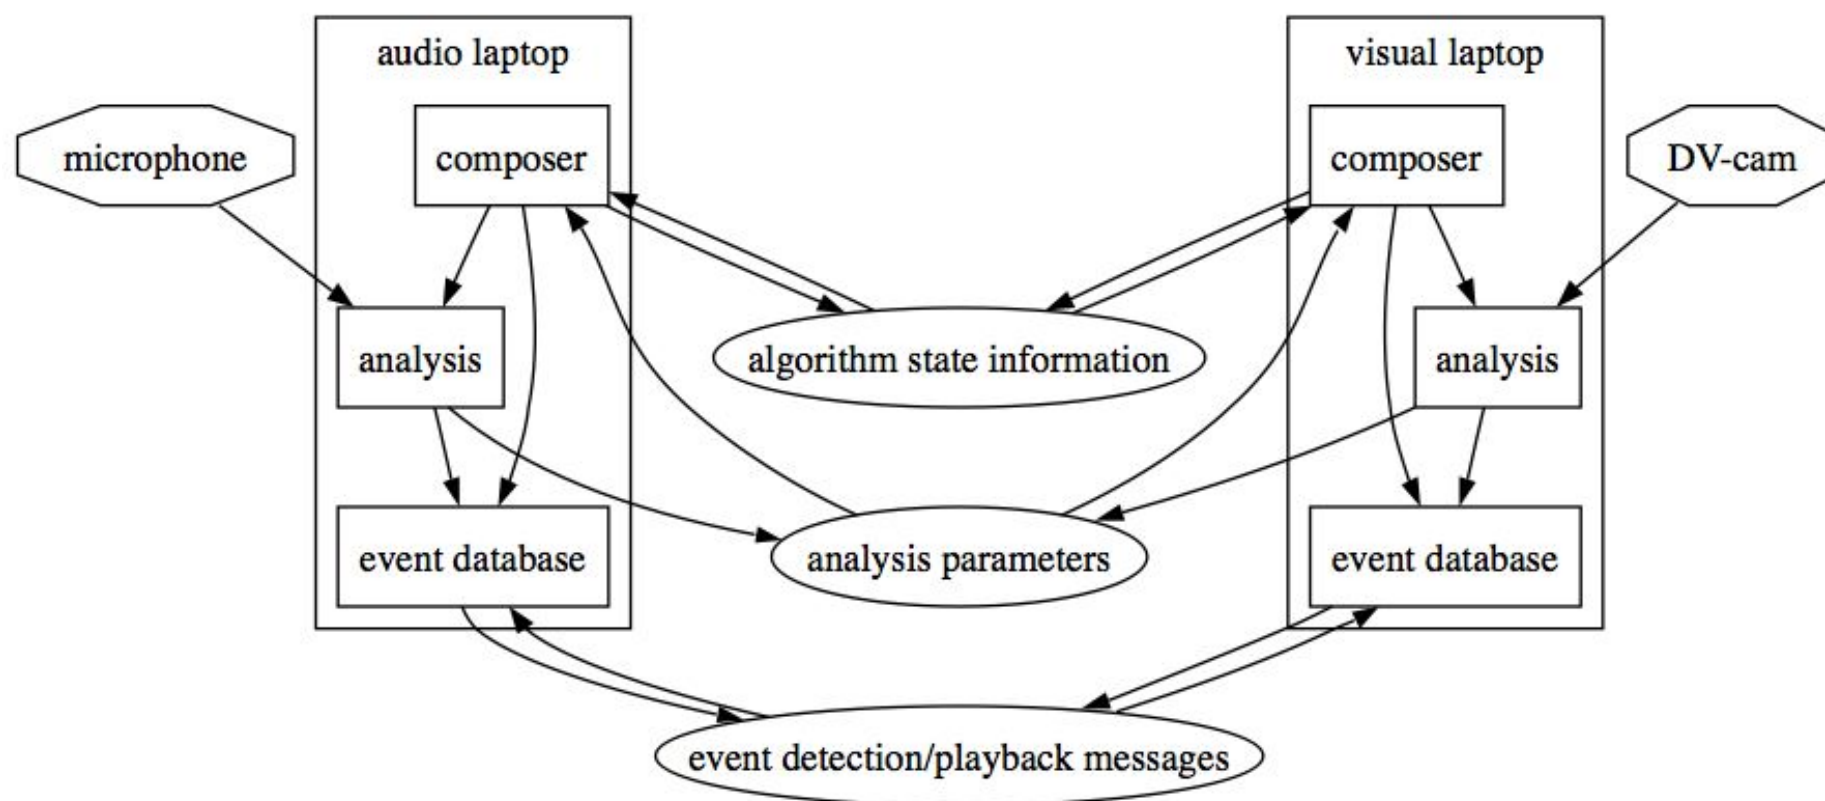 audio laptop
visual laptop
microphone
composer
composer
DV-cam
analysis
algorithm state information
analysis
event database
analysis parameters
event database
event detection/playback messages